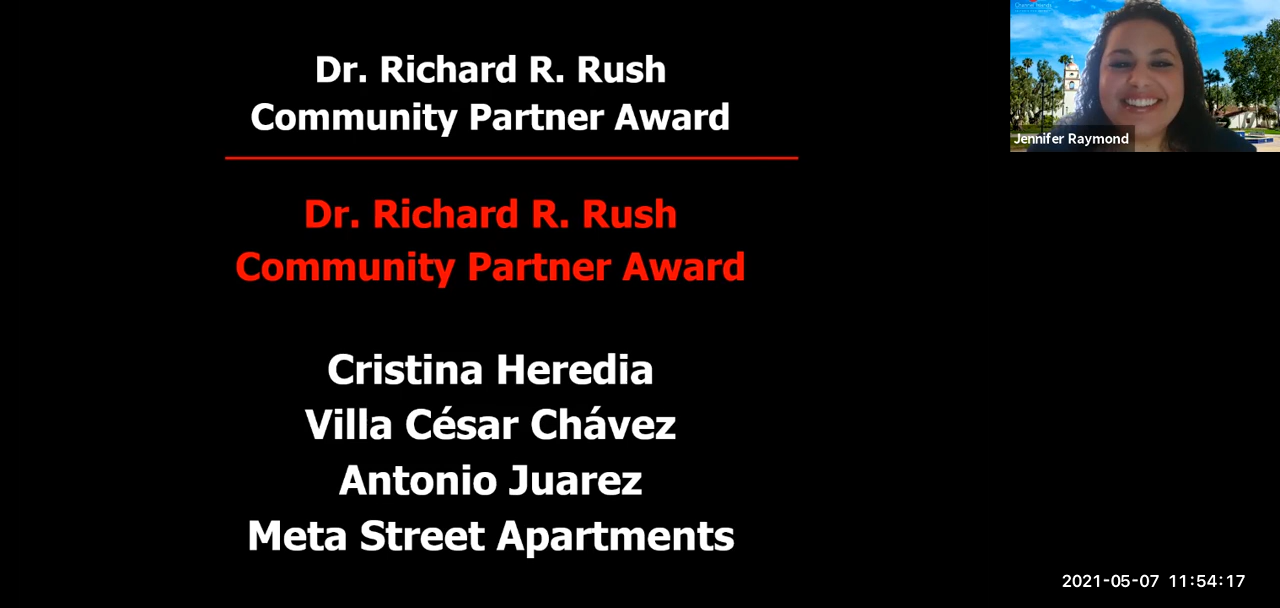 Dr. Richard R. Rush
Community Partner Award
Dr. Richard R. Rush
Community Partner Award
Cristina Heredia
Villa César Chávez
Antonio Juarez
Meta Street Apartments
Jennifer Raymond
2021-05-07 11:54:17